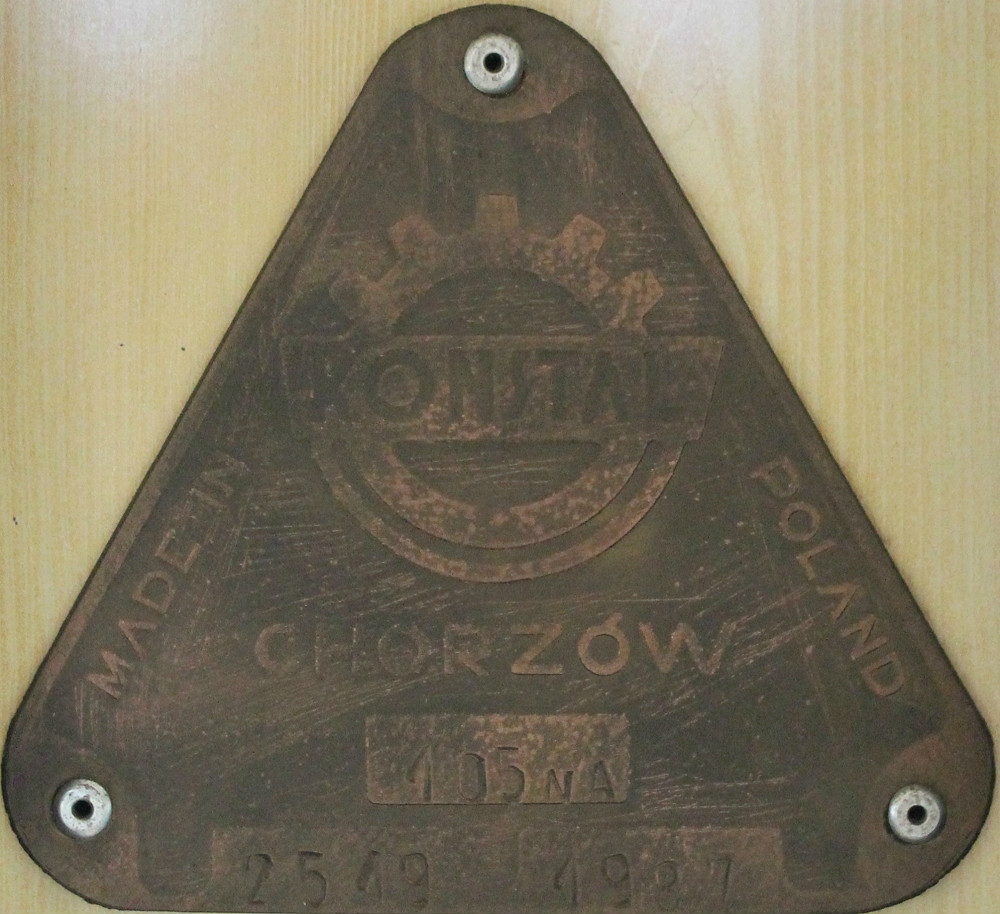 KONSTAL
MADE IN
POLAND
CHORZÓW
105NA
2549 1987